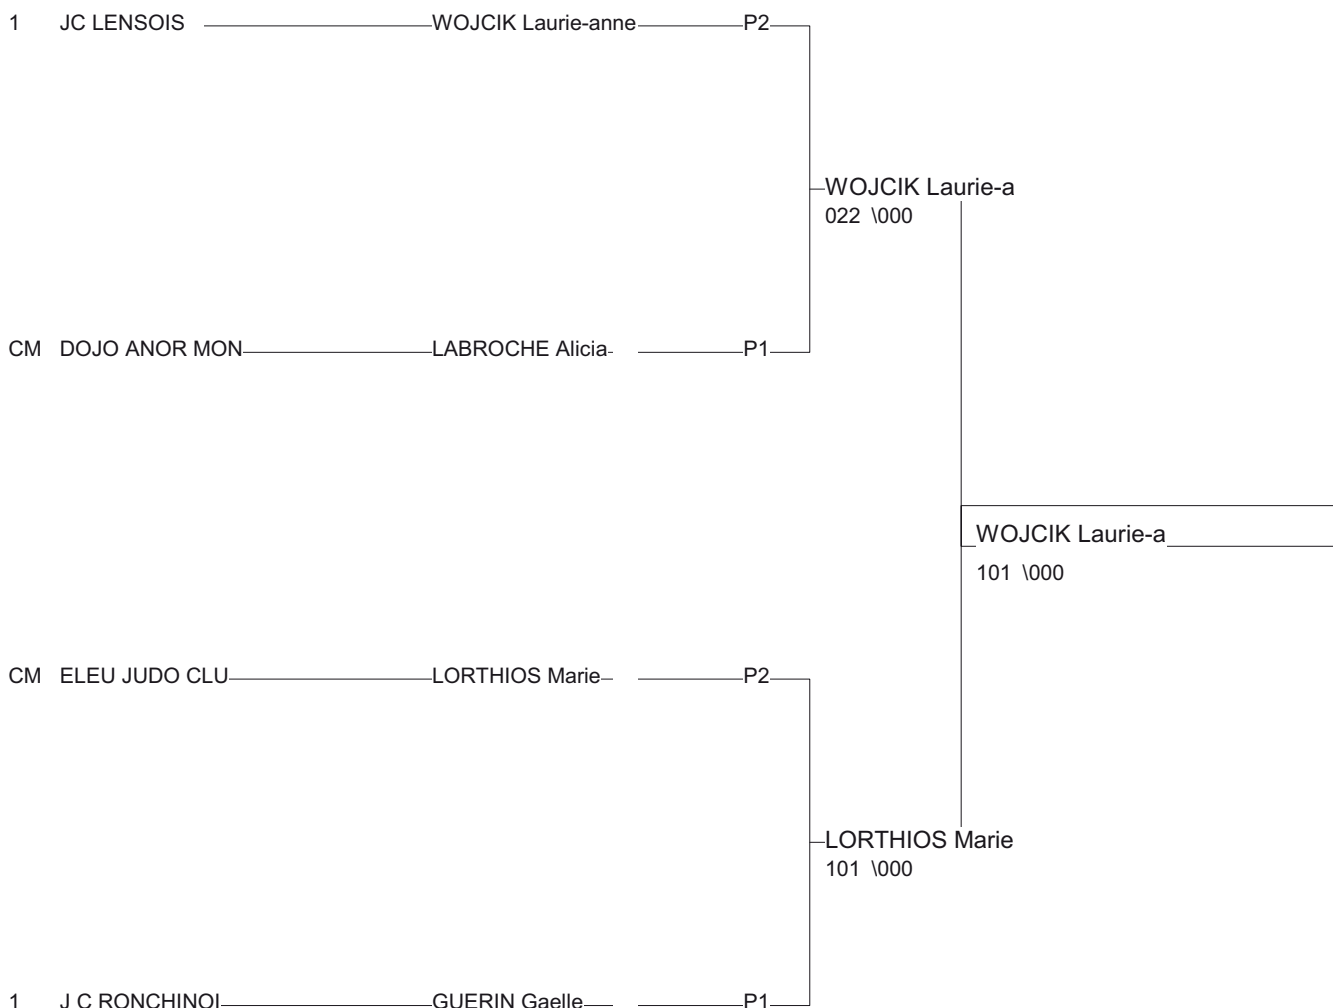 1 JC LENSOIS WOJCIK Laurie-anne P2
WOJCIK Laurie-a
022 \000
CM DOJO ANOR MON LABROCHE Alicia P1
WOJCIK Laurie-a
101 \000
CM ELEU JUDO CLU LORTHIOS Marie P2
LORTHIOS Marie
101 \000
1 J C RONCHINOI GUERIN Gaelle P1